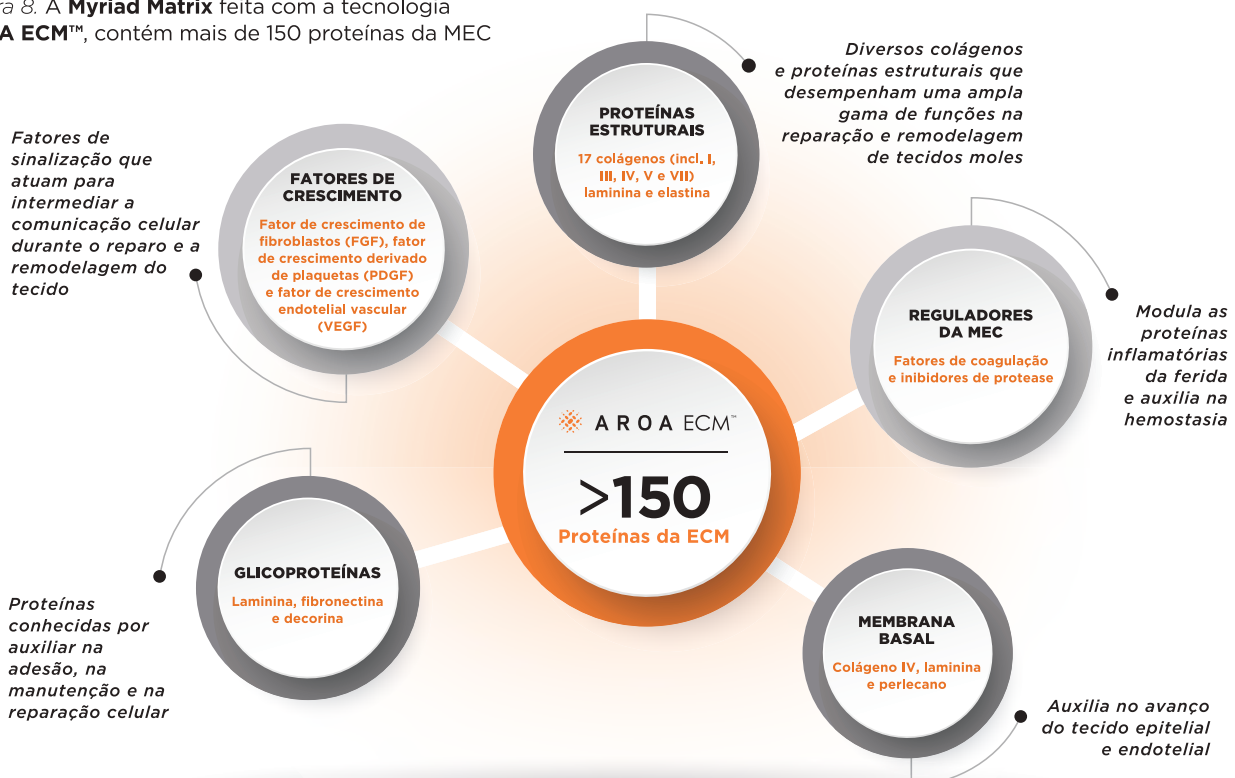 ra 8. A Myriad Matrix feita com a tecnologia
A ECM™, contém mais de 150 proteínas da MEC
Diversos colágenos
e proteínas estruturais que
desempenham uma ampla
gama de funções na
reparação e remodelagem
de tecidos moles
PROTEÍNAS
ESTRUTURAIS
17 colágenos (incl. I,
III, IV, V e VII)
laminina e elastina
Fatores de
sinalização que
atuam para
intermediar a
comunicação celular
durante o reparo e a
remodelagem do
tecido
FATORES DE
CRESCIMENTO
Fator de crescimento de
fibroblastos (FGF), fator
de crescimento derivado
de plaquetas (PDGF)
e fator de crescimento
endotelial vascular
(VEGF)
REGULADORES
DA MEC
Fatores de coagulação
e inibidores de protease
Modula as
proteínas
inflamatórias
da ferida
e auxilia na
hemostasia
AROA ECM™
>150
Proteínas da ECM
GLICOPROTEÍNAS
Laminina, fibronectina
e decorina
Proteínas
conhecidas por
auxiliar na
adesão, na
manutenção e na
reparação celular
MEMBRANA
BASAL
Colágeno IV, laminina
e perlecano
Auxilia no avanço
do tecido epitelial
e endotelial